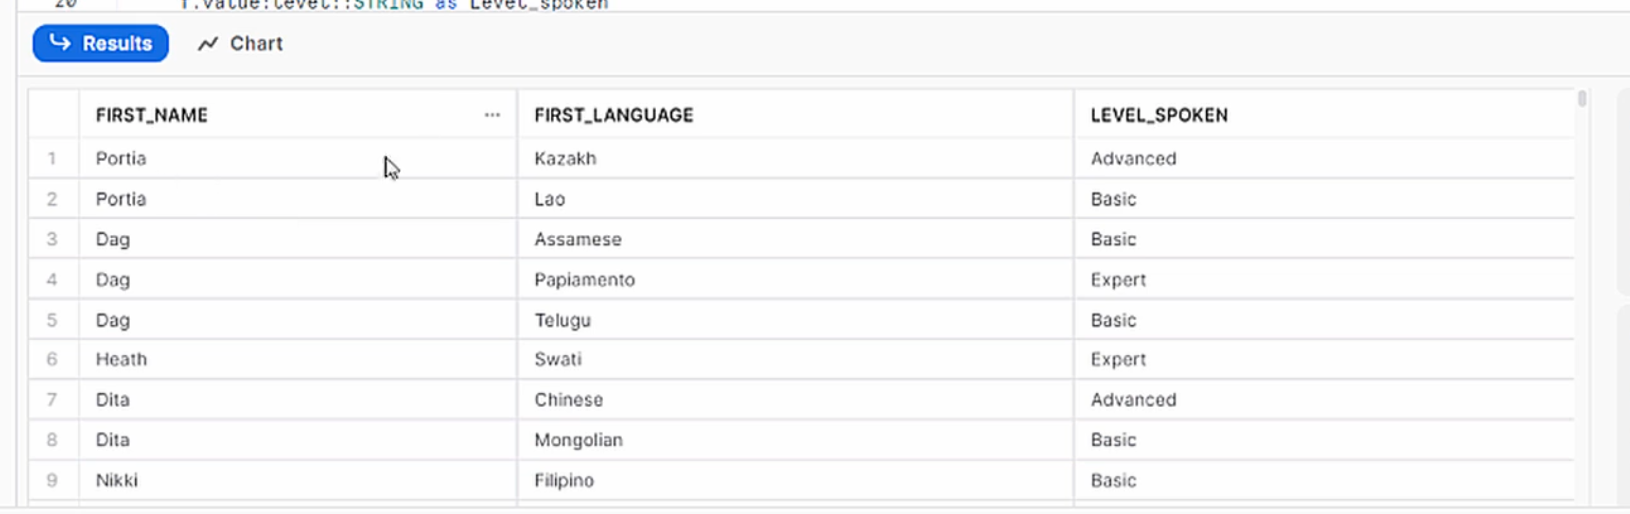 20 f.value:level::STRING as Level_spoken
Results Chart
FIRST_NAME ... FIRST_LANGUAGE LEVEL_SPOKEN
1 Portia Kazakh Advanced
2 Portia Lao Basic
3 Dag Assamese Basic
4 Dag Papiamento Expert
5 Dag Telugu Basic
6 Heath Swati Expert
7 Dita Chinese Advanced
8 Dita Mongolian Basic
9 Nikki Filipino Basic